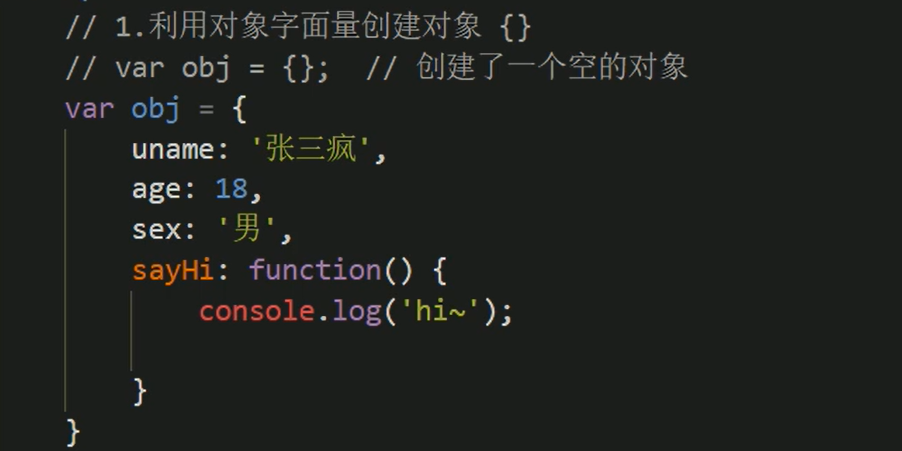 // 1.利用对象字面量创建对象 {}
// var obj = {};  // 创建了一个空的对象
var obj = {
    uname: '张三疯',
    age: 18,
    sex: '男',
    sayHi: function() {
        console.log('hi~');
    }
}